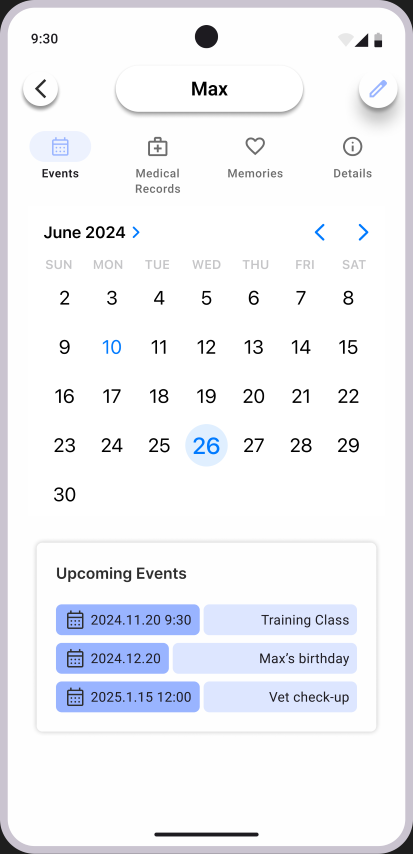 9:30
Max
Events
Medical
Records
Memories
Details
June 2024
SUN MON TUE WED THU FRI SAT
2 3 4 5 6 7 8
9 10 11 12 13 14 15
16 17 18 19 20 21 22
23 24 25 26 27 28 29
30
Upcoming Events
2024.11.20 9:30 Training Class
2024.12.20 Max's birthday
2025.1.15 12:00 Vet check-up